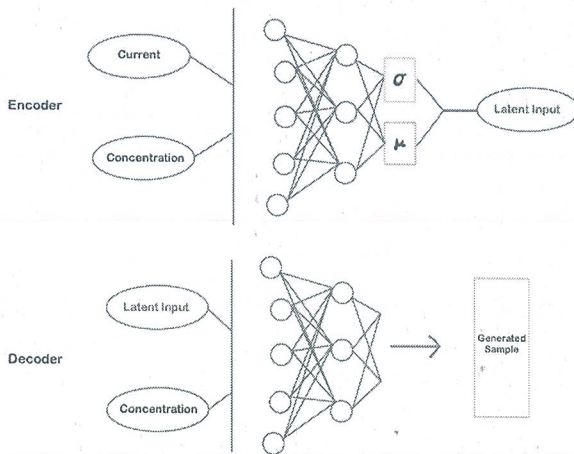 Current
Encoder
Concentration
σ
μ
Latent Input
Latent Input
Decoder
Concentration
Generated
Sample